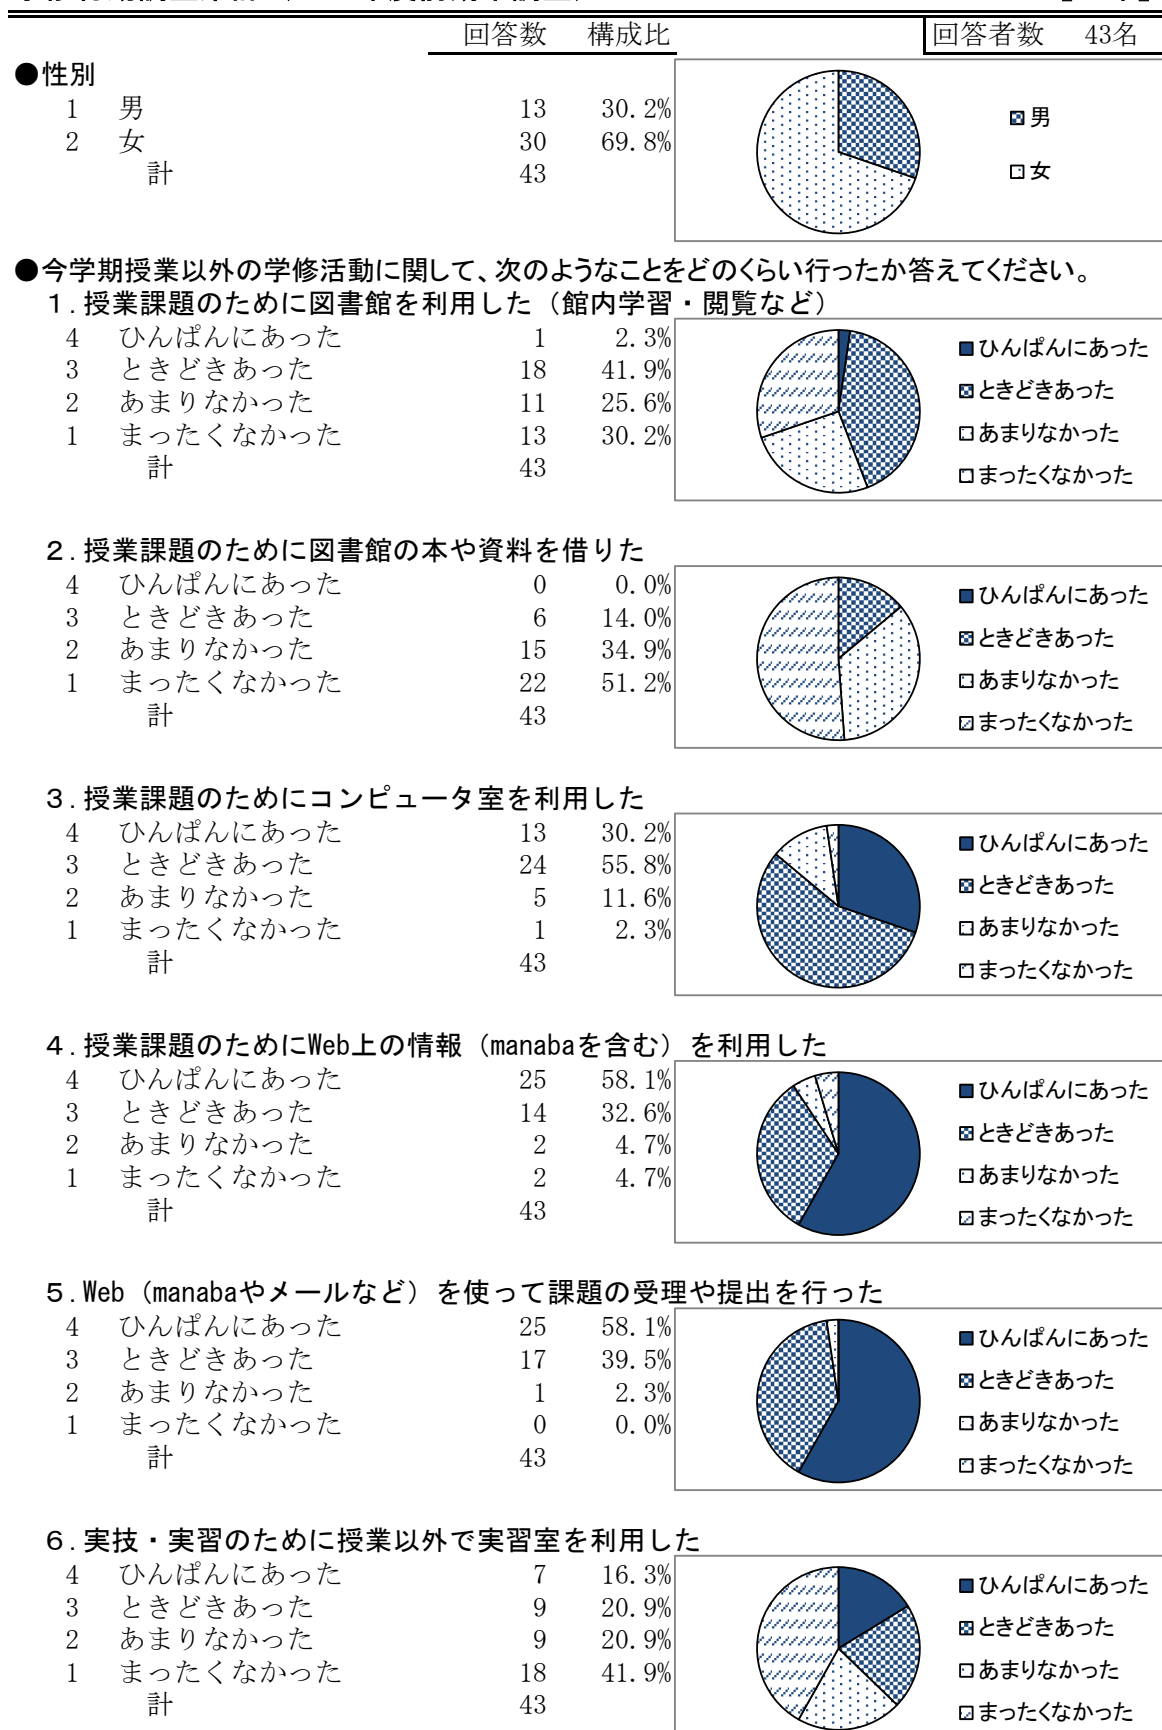 回答数 構成比 回答者数 43名
●性別
1 男 13 30.2%
2 女 30 69.8%
計 43
男
女
●今学期授業以外の学修活動に関して、次のようなことをどのくらい行ったか答えてください。
１.授業課題のために図書館を利用した（館内学習・閲覧など）
4 ひんぱんにあった 1 2.3%
3 ときどきあった 18 41.9%
2 あまりなかった 11 25.6%
1 まったくなかった 13 30.2%
計 43
ひんぱんにあった
ときどきあった
あまりなかった
まったくなかった
２.授業課題のために図書館の本や資料を借りた
4 ひんぱんにあった 0 0.0%
3 ときどきあった 6 14.0%
2 あまりなかった 15 34.9%
1 まったくなかった 22 51.2%
計 43
ひんぱんにあった
ときどきあった
あまりなかった
まったくなかった
３.授業課題のためにコンピュータ室を利用した
4 ひんぱんにあった 13 30.2%
3 ときどきあった 24 55.8%
2 あまりなかった 5 11.6%
1 まったくなかった 1 2.3%
計 43
ひんぱんにあった
ときどきあった
あまりなかった
まったくなかった
４.授業課題のためにWeb上の情報（manabaを含む）を利用した
4 ひんぱんにあった 25 58.1%
3 ときどきあった 14 32.6%
2 あまりなかった 2 4.7%
1 まったくなかった 2 4.7%
計 43
ひんぱんにあった
ときどきあった
あまりなかった
まったくなかった
５.Web（manabaやメールなど）を使って課題の受理や提出を行った
4 ひんぱんにあった 25 58.1%
3 ときどきあった 17 39.5%
2 あまりなかった 1 2.3%
1 まったくなかった 0 0.0%
計 43
ひんぱんにあった
ときどきあった
あまりなかった
まったくなかった
６.実技・実習のために授業以外で実習室を利用した
4 ひんぱんにあった 7 16.3%
3 ときどきあった 9 20.9%
2 あまりなかった 9 20.9%
1 まったくなかった 18 41.9%
計 43
ひんぱんにあった
ときどきあった
あまりなかった
まったくなかった